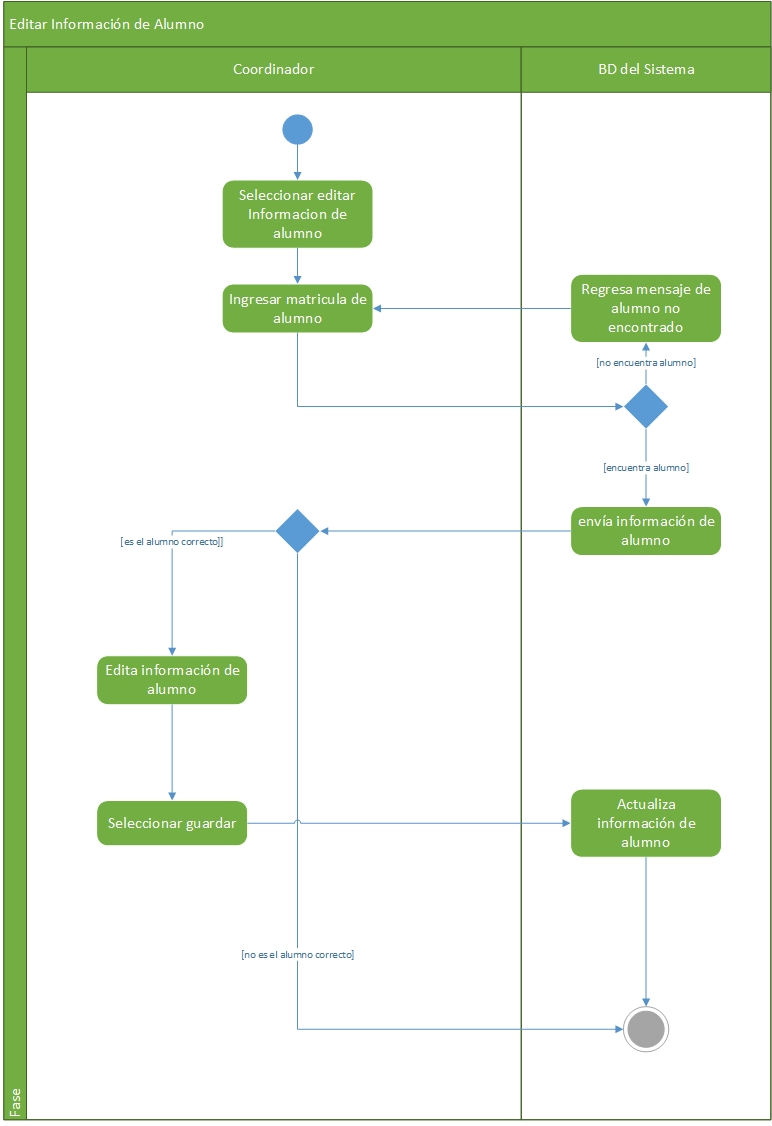 Editar Información de Alumno
Coordinador
BD del Sistema
Seleccionar editar
Informacion de
alumno
Ingresar matricula de
alumno
Regresa mensaje de
alumno no
encontrado
[no encuentra alumno]
[encuentra alumno]
envía información de
alumno
[es el alumno correcto]]
Edita información de
alumno
Seleccionar guardar
Actualiza
información de
alumno
[no es el alumno correcto]
Fase